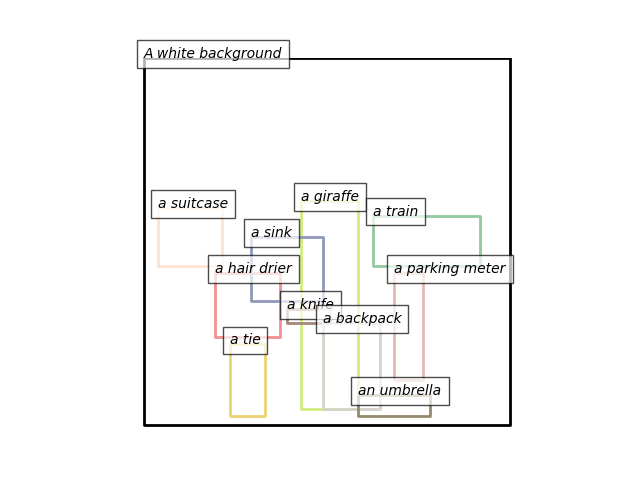 A white background
a giraffe
a suitcase
a train
a sink
a hair drier
a parking meter
a knife
a backpack
a tie
an umbrella